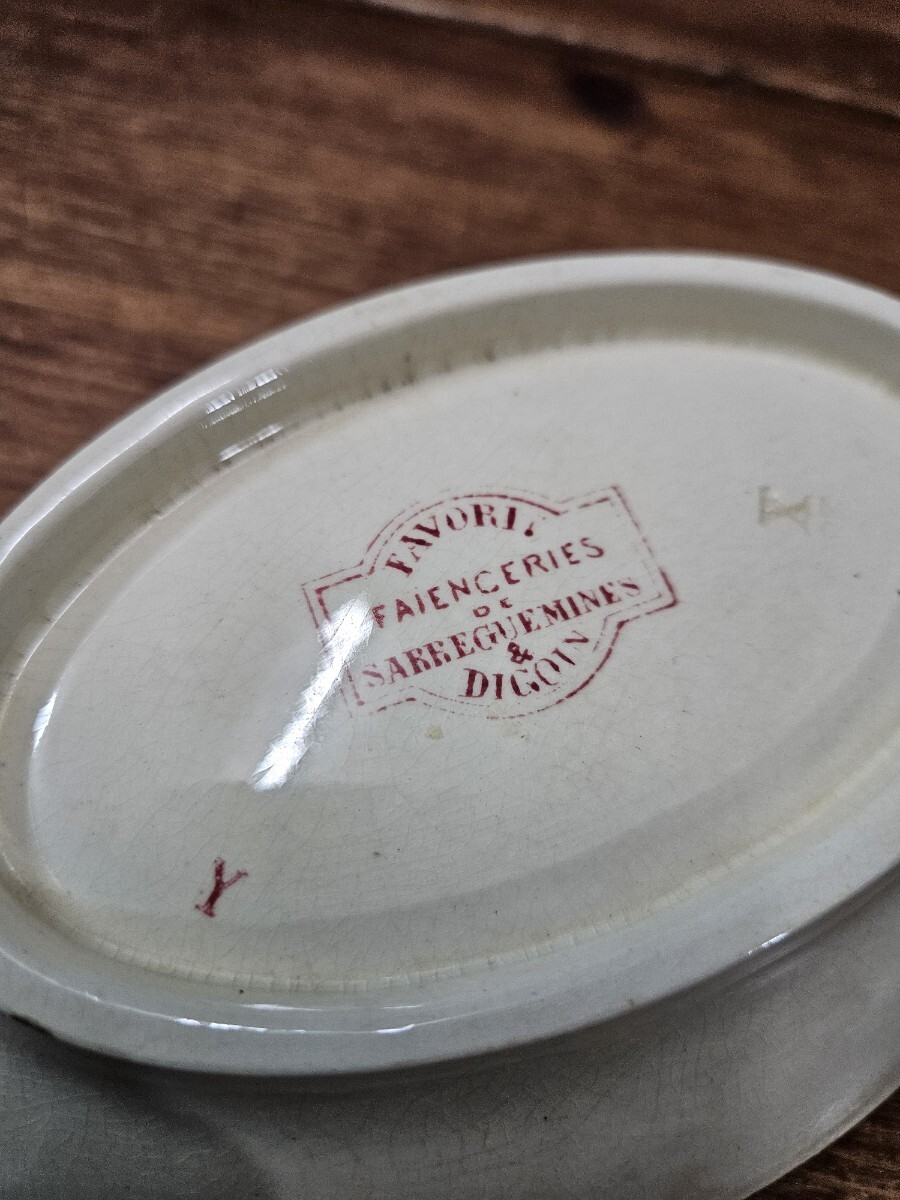 FAVORI
FAIENCERIES
DE
SARREGUEMINES
&
DIGOIN
Y